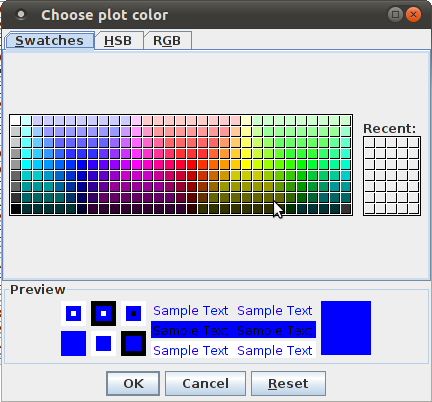 Choose plot color
Swatches HSB RGB
Recent:
Preview
Sample Text Sample Text
Sample Text Sample Text
Sample Text Sample Text
OK Cancel Reset